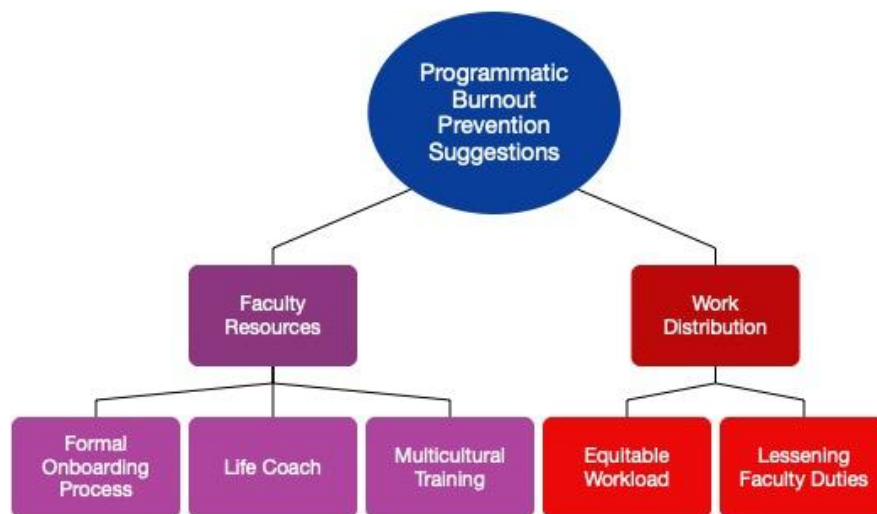 Programmatic
Burnout
Prevention
Suggestions
Faculty
Resources
Work
Distribution
Formal
Onboarding
Process
Life Coach
Multicultural
Training
Equitable
Workload
Lessening
Faculty Duties